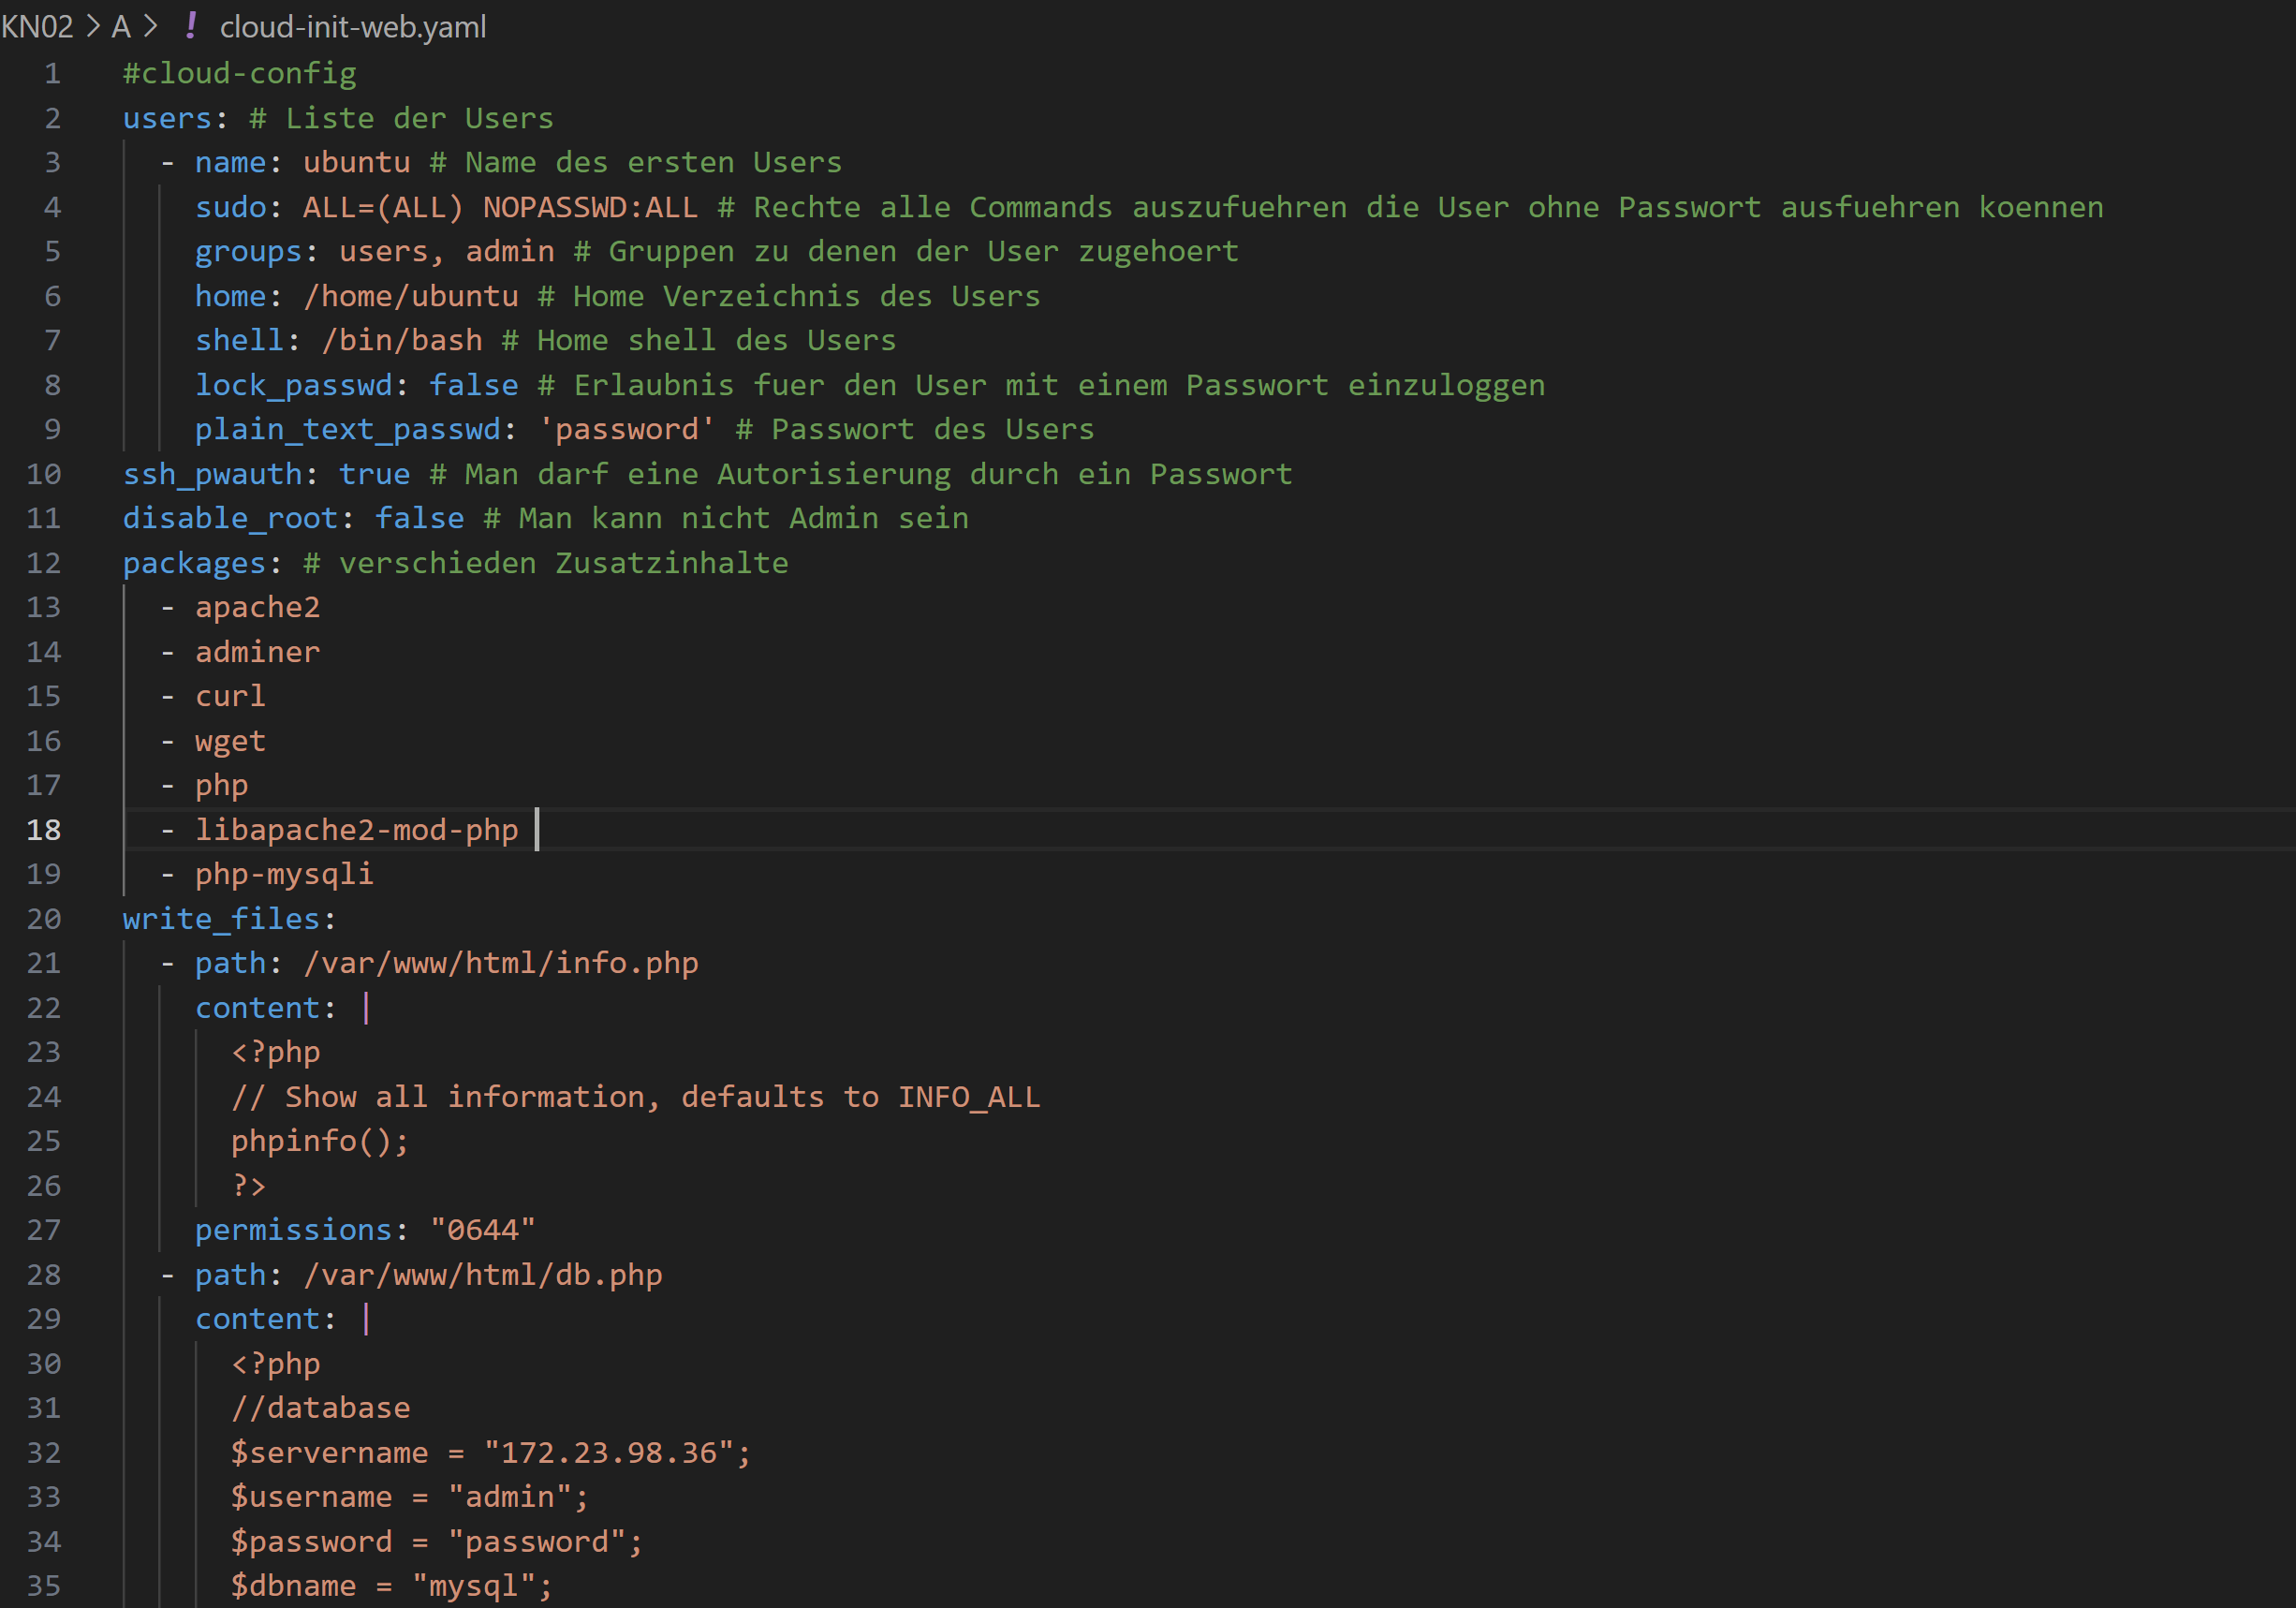 KN02 > A > ! cloud-init-web.yaml
1 #cloud-config
2 users: # Liste der Users
3   - name: ubuntu # Name des ersten Users
4     sudo: ALL=(ALL) NOPASSWD:ALL # Rechte alle Commands auszufuehren die User ohne Passwort ausfuehren koennen
5     groups: users, admin # Gruppen zu denen der User zugehoert
6     home: /home/ubuntu # Home Verzeichnis des Users
7     shell: /bin/bash # Home shell des Users
8     lock_passwd: false # Erlaubnis fuer den User mit einem Passwort einzuloggen
9     plain_text_passwd: 'password' # Passwort des Users
10 ssh_pwauth: true # Man darf eine Autorisierung durch ein Passwort
11 disable_root: false # Man kann nicht Admin sein
12 packages: # verschieden Zusatzinhalte
13   - apache2
14   - adminer
15   - curl
16   - wget
17   - php
18   - libapache2-mod-php
19   - php-mysqli
20 write_files:
21   - path: /var/www/html/info.php
22     content: |
23       <?php
24       // Show all information, defaults to INFO_ALL
25       phpinfo();
26       ?>
27     permissions: "0644"
28   - path: /var/www/html/db.php
29     content: |
30       <?php
31       //database
32       $servername = "172.23.98.36";
33       $username = "admin";
34       $password = "password";
35       $dbname = "mysql";